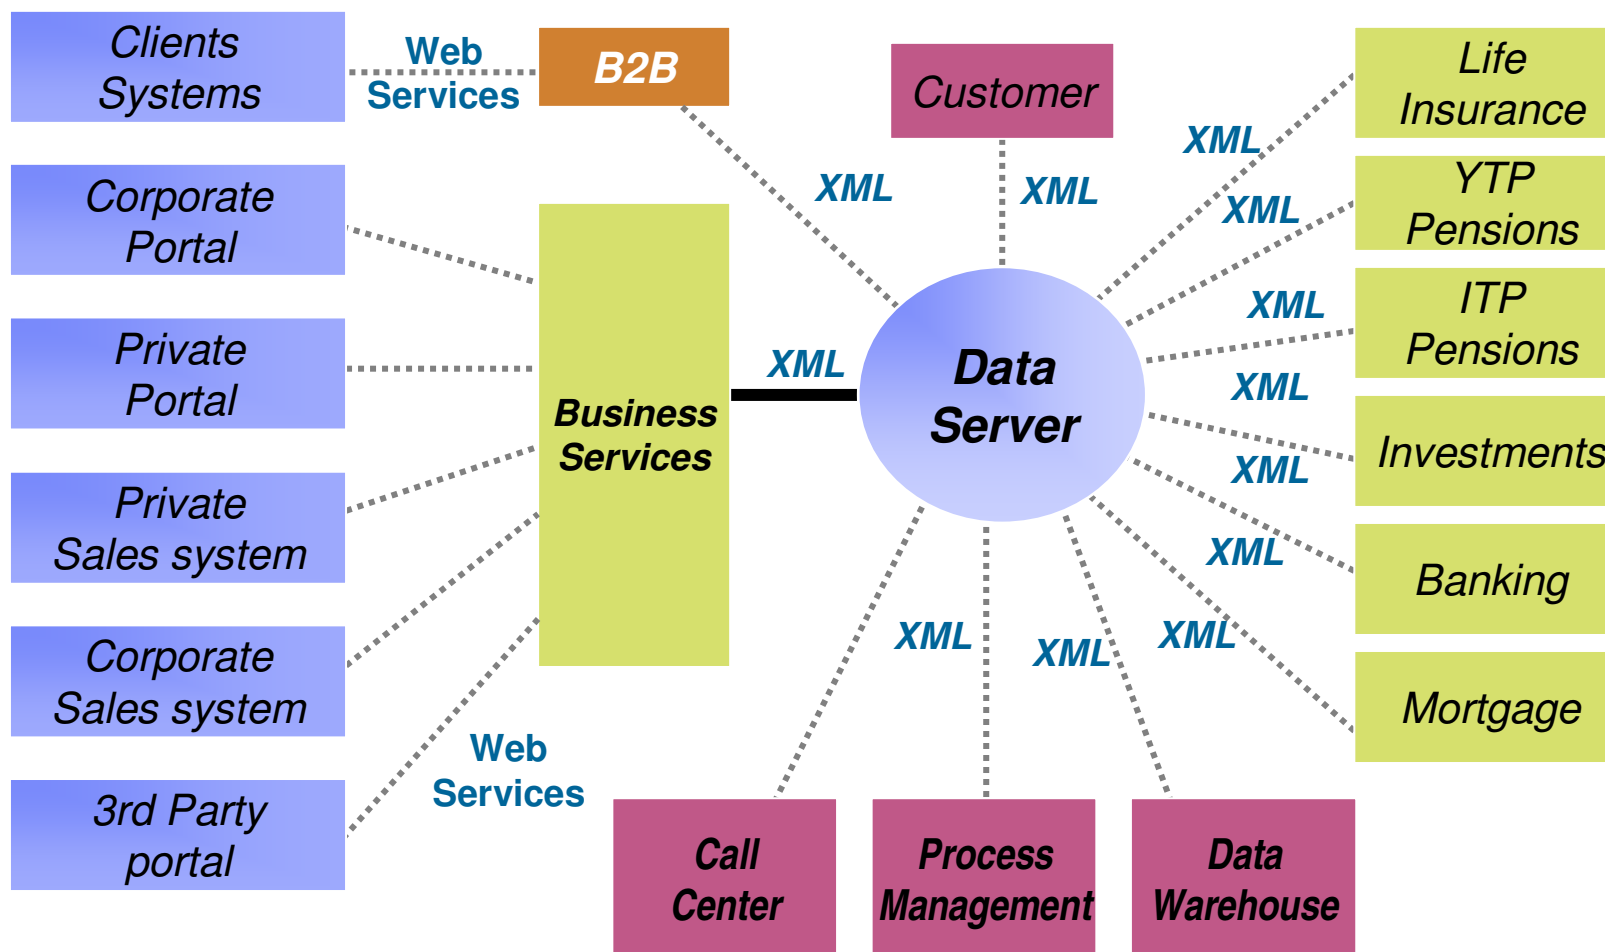 Clients
Systems
Web
Services
B2B
Customer
Life
Insurance
XML
XML
XML
XML
YTP
Pensions
Corporate
Portal
XML
ITP
Pensions
Private
Portal
XML
Data
Server
XML
Business
Services
Investments
XML
Private
Sales system
XML
Banking
Corporate
Sales system
XML
XML
XML
Mortgage
Web
Services
3rd Party
portal
Call
Center
Process
Management
Data
Warehouse